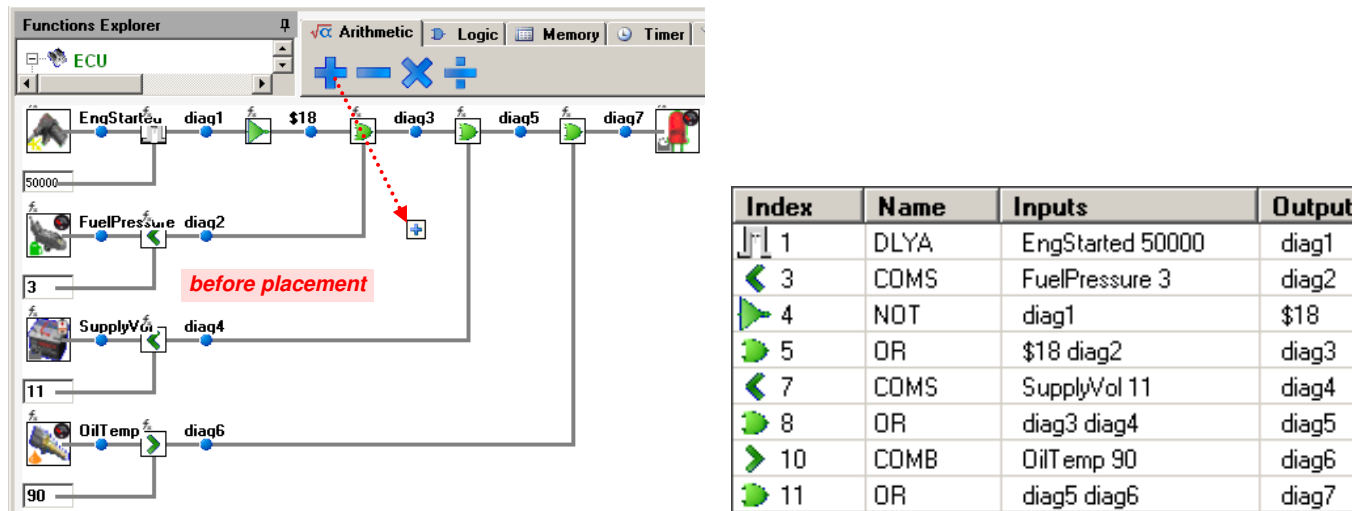 Functions Explorer
ECU
√α Arithmetic Logic Memory Timer
EngStarted diag1 $18 diag3 diag5 diag7
50000
FuelPressure diag2
3
before placement
SupplyVol diag4
11
OilTemp diag6
90
Index Name Inputs Output
1 DLYA EngStarted 50000 diag1
3 COMS FuelPressure 3 diag2
4 NOT diag1 $18
5 OR $18 diag2 diag3
7 COMS SupplyVol 11 diag4
8 OR diag3 diag4 diag5
10 COMB OilTemp 90 diag6
11 OR diag5 diag6 diag7